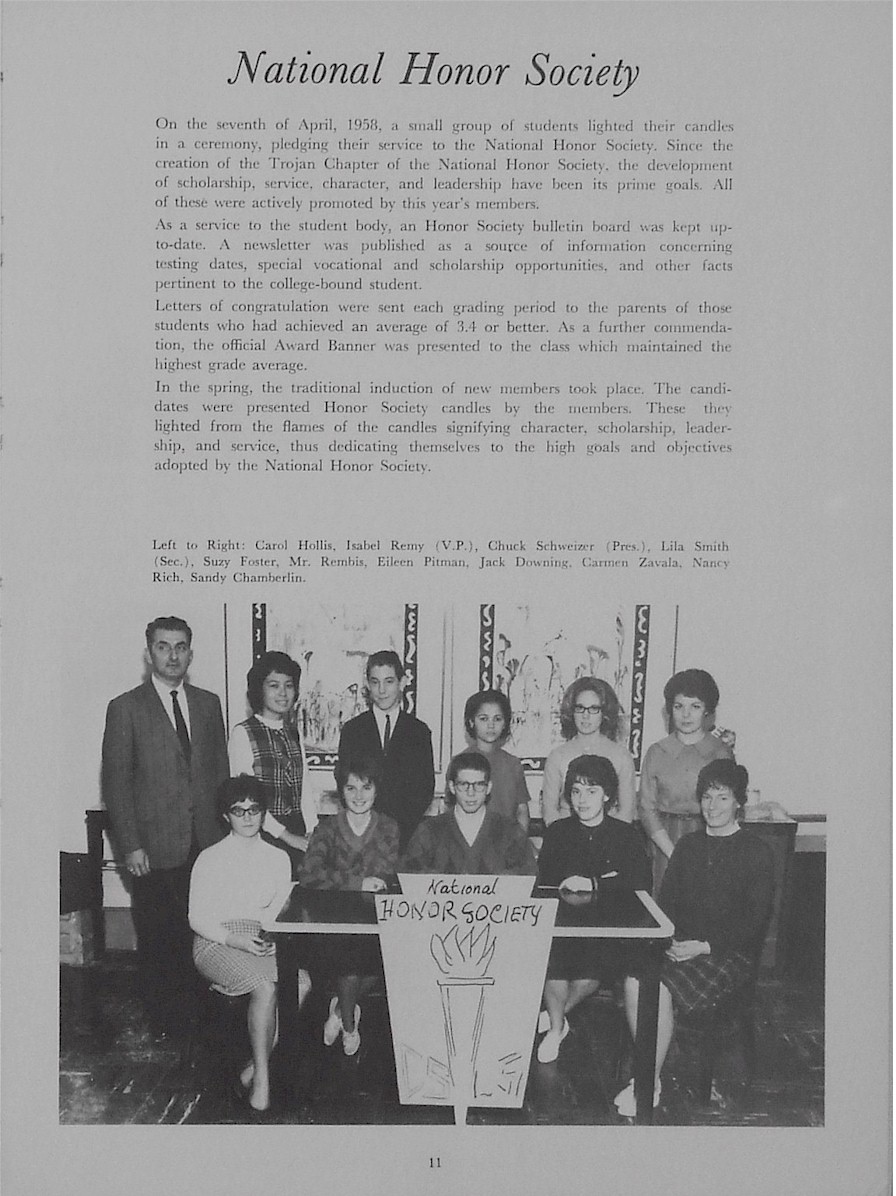 National Honor Society
On the seventh of April, 1958, a small group of students lighted their candles
in a ceremony, pledging their service to the National Honor Society. Since the
creation of the Trojan Chapter of the National Honor Society, the development
of scholarship, service, character, and leadership have been its prime goals. All
of these were actively promoted by this year's members.
As a service to the student body, an Honor Society bulletin board was kept up-
to-date. A newsletter was published as a source of information concerning
testing dates, special vocational and scholarship opportunities, and other facts
pertinent to the college-bound student.
Letters of congratulation were sent each grading period to the parents of those
students who had achieved an average of 3.4 or better. As a further commenda-
tion, the official Award Banner was presented to the class which maintained the
highest grade average.
In the spring, the traditional induction of new members took place. The candi-
dates were presented Honor Society candles by the members. These they
lighted from the flames of the candles signifying character, scholarship, leader-
ship, and service, thus dedicating themselves to the high goals and objectives
adopted by the National Honor Society.
Left to Right: Carol Hollis, Isabel Remy (V.P.), Chuck Schweizer (Pres.), Lila Smith
(Sec.), Suzy Foster, Mr. Rembis, Eileen Pitman, Jack Downing, Carmen Zavala, Nancy
Rich, Sandy Chamberlin.
National
HONOR SOCIETY
11